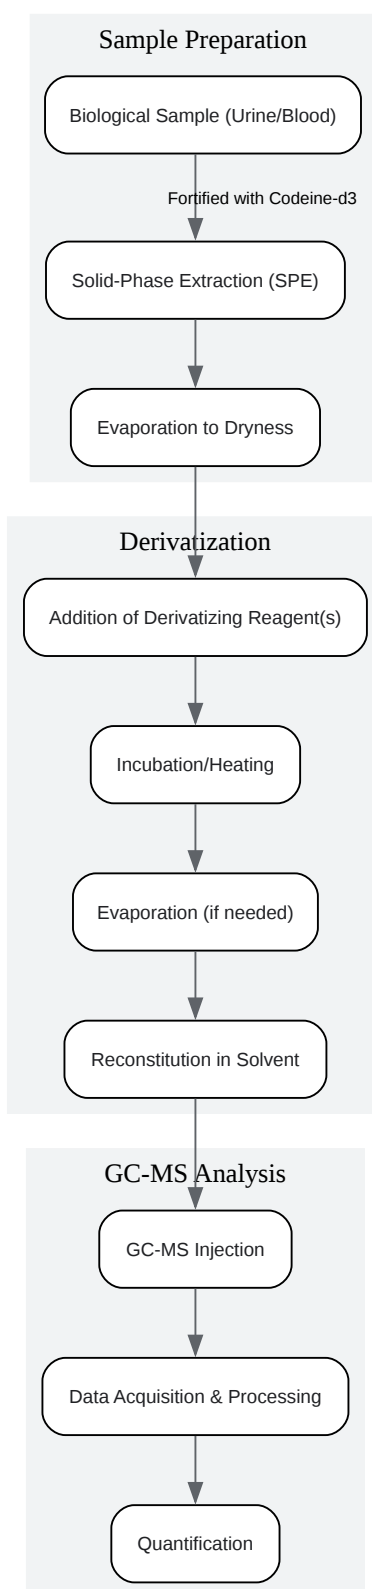 Sample Preparation
Biological Sample (Urine/Blood)
Fortified with Codeine-d3
Solid-Phase Extraction (SPE)
Evaporation to Dryness
Derivatization
Addition of Derivatizing Reagent(s)
Incubation/Heating
Evaporation (if needed)
Reconstitution in Solvent
GC-MS Analysis
GC-MS Injection
Data Acquisition & Processing
Quantification